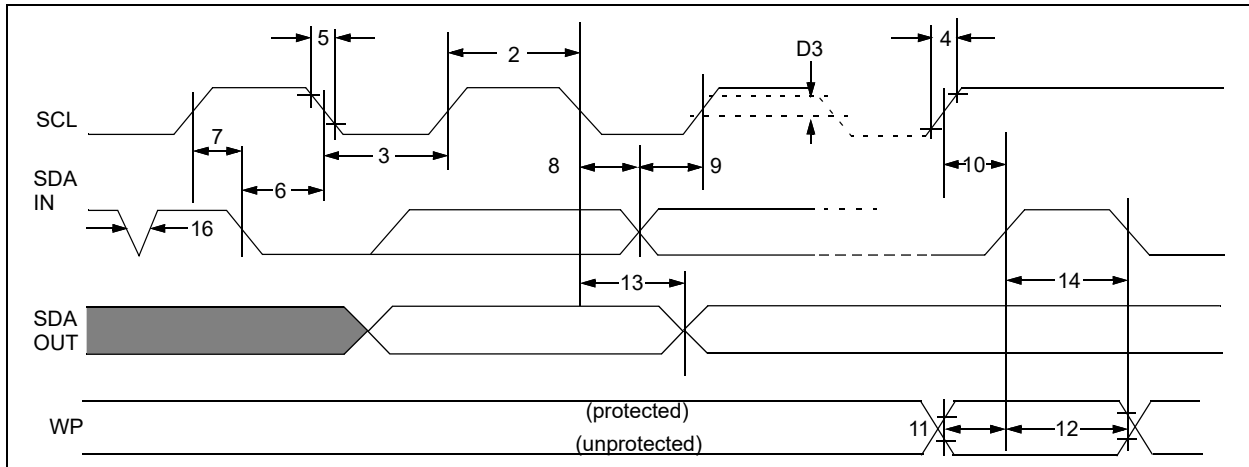 5
2
D3
4
SCL
7
3
8
9
10
6
SDA
IN
16
13
14
SDA
OUT
WP
(protected)
(unprotected)
11
12